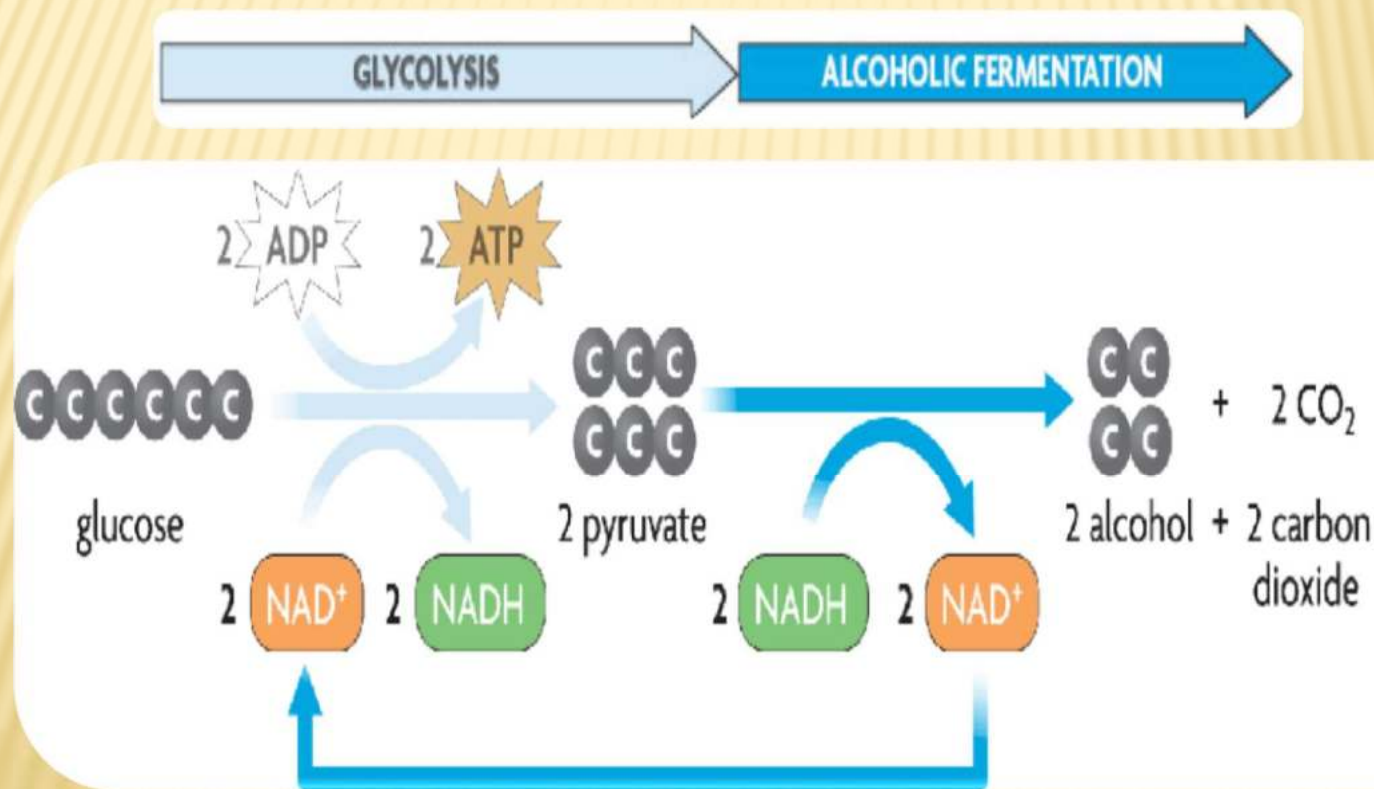 GLYCOLYSIS
ALCOHOLIC FERMENTATION
2 ADP
2 ATP
C C C C C C
C C C
C C C
C C
C C
+ 2 CO₂
glucose
2 pyruvate
2 alcohol + 2 carbon
dioxide
2 NAD⁺
2 NADH
2 NADH
2 NAD⁺